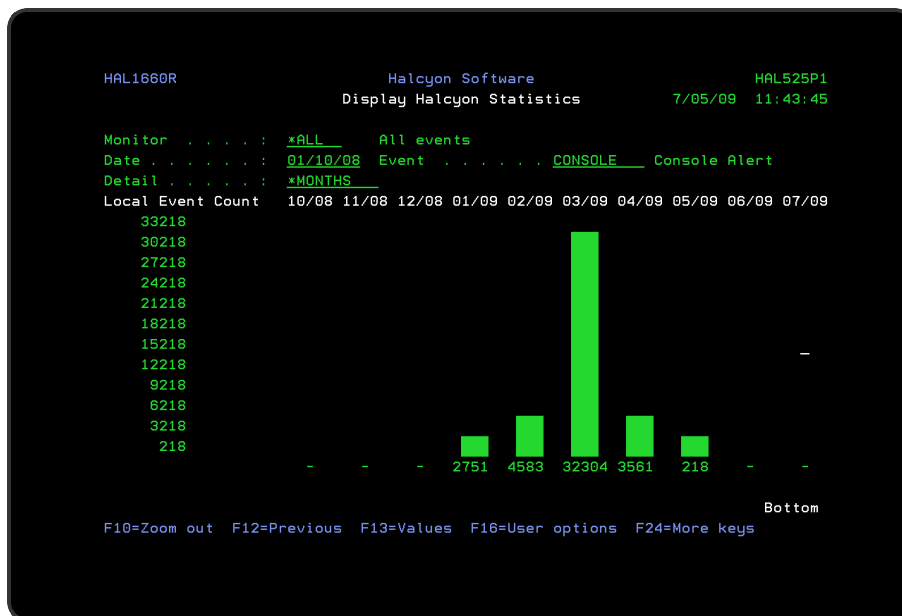 HAL1660R Halcyon Software HAL525P1
Display Halcyon Statistics 7/05/09 11:43:45
Monitor . . . . : *ALL All events
Date . . . . . . : 01/10/08 Event . . . . . . CONSOLE Console Alert
Detail . . . . . : *MONTHS
Local Event Count 10/08 11/08 12/08 01/09 02/09 03/09 04/09 05/09 06/09 07/09
33218
30218
27218
24218
21218
18218
15218
12218
9218
6218
3218
218
- - - 2751 4583 32304 3561 218 - -
Bottom
F10=Zoom out F12=Previous F13=Values F16=User options F24=More keys